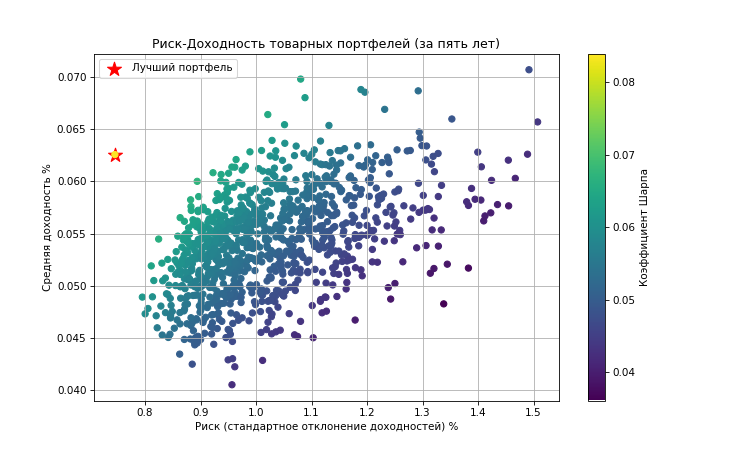 Риск-Доходность товарных портфелей (за пять лет)
Лучший портфель
Средняя доходность %
0.070
0.065
0.060
0.055
0.050
0.045
0.040
0.8 0.9 1.0 1.1 1.2 1.3 1.4 1.5
Риск (стандартное отклонение доходностей) %
0.08
0.07
0.06
0.05
0.04
Коэффициент Шарпа